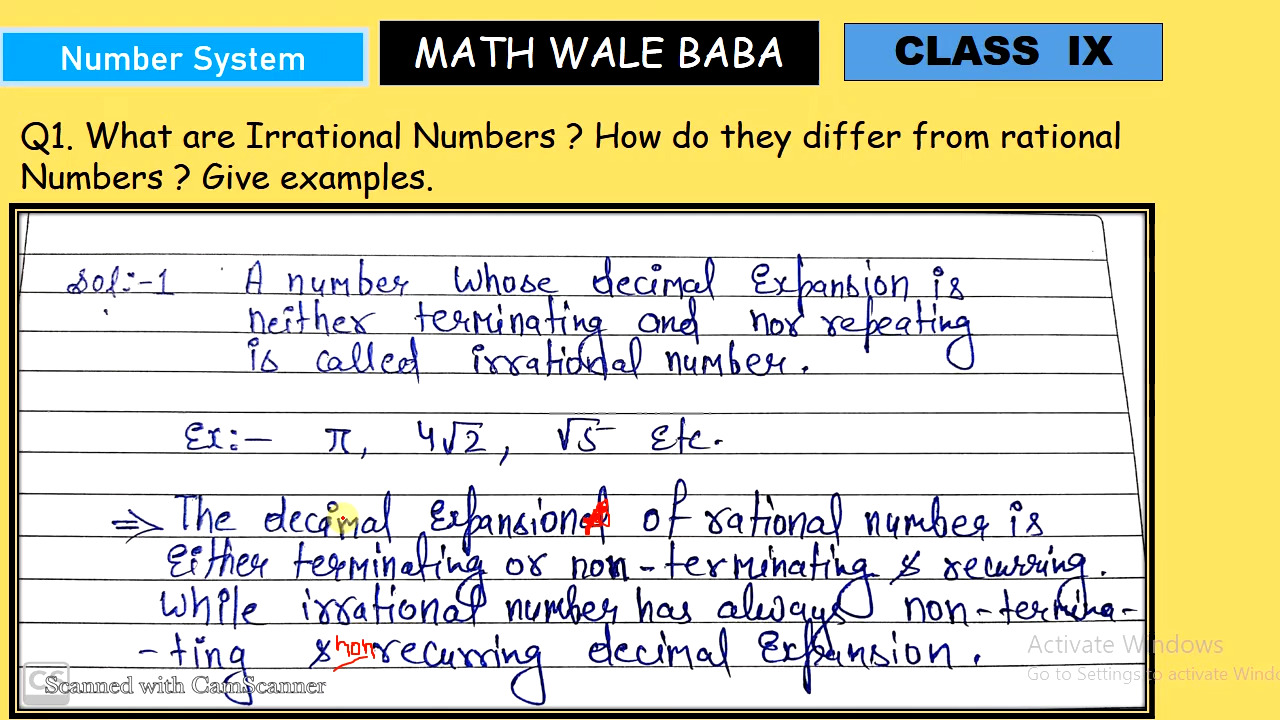 Number System
MATH WALE BABA
CLASS IX
Q1. What are Irrational Numbers ? How do they differ from rational
Numbers ? Give examples.
Sol:-1 A number whose decimal Expansion is
neither terminating and nor repeating
is called irrational number.
Ex:- π, 4√2, √5 Etc.
⇒ The decimal Expansion of rational number is
Either terminating or non-terminating & recurring.
While irrational number has always non-termina-
-ting & non recurring decimal Expansion.
Activate Windows
Go to Settings to activate Windo
CS Scanned with CamScanner